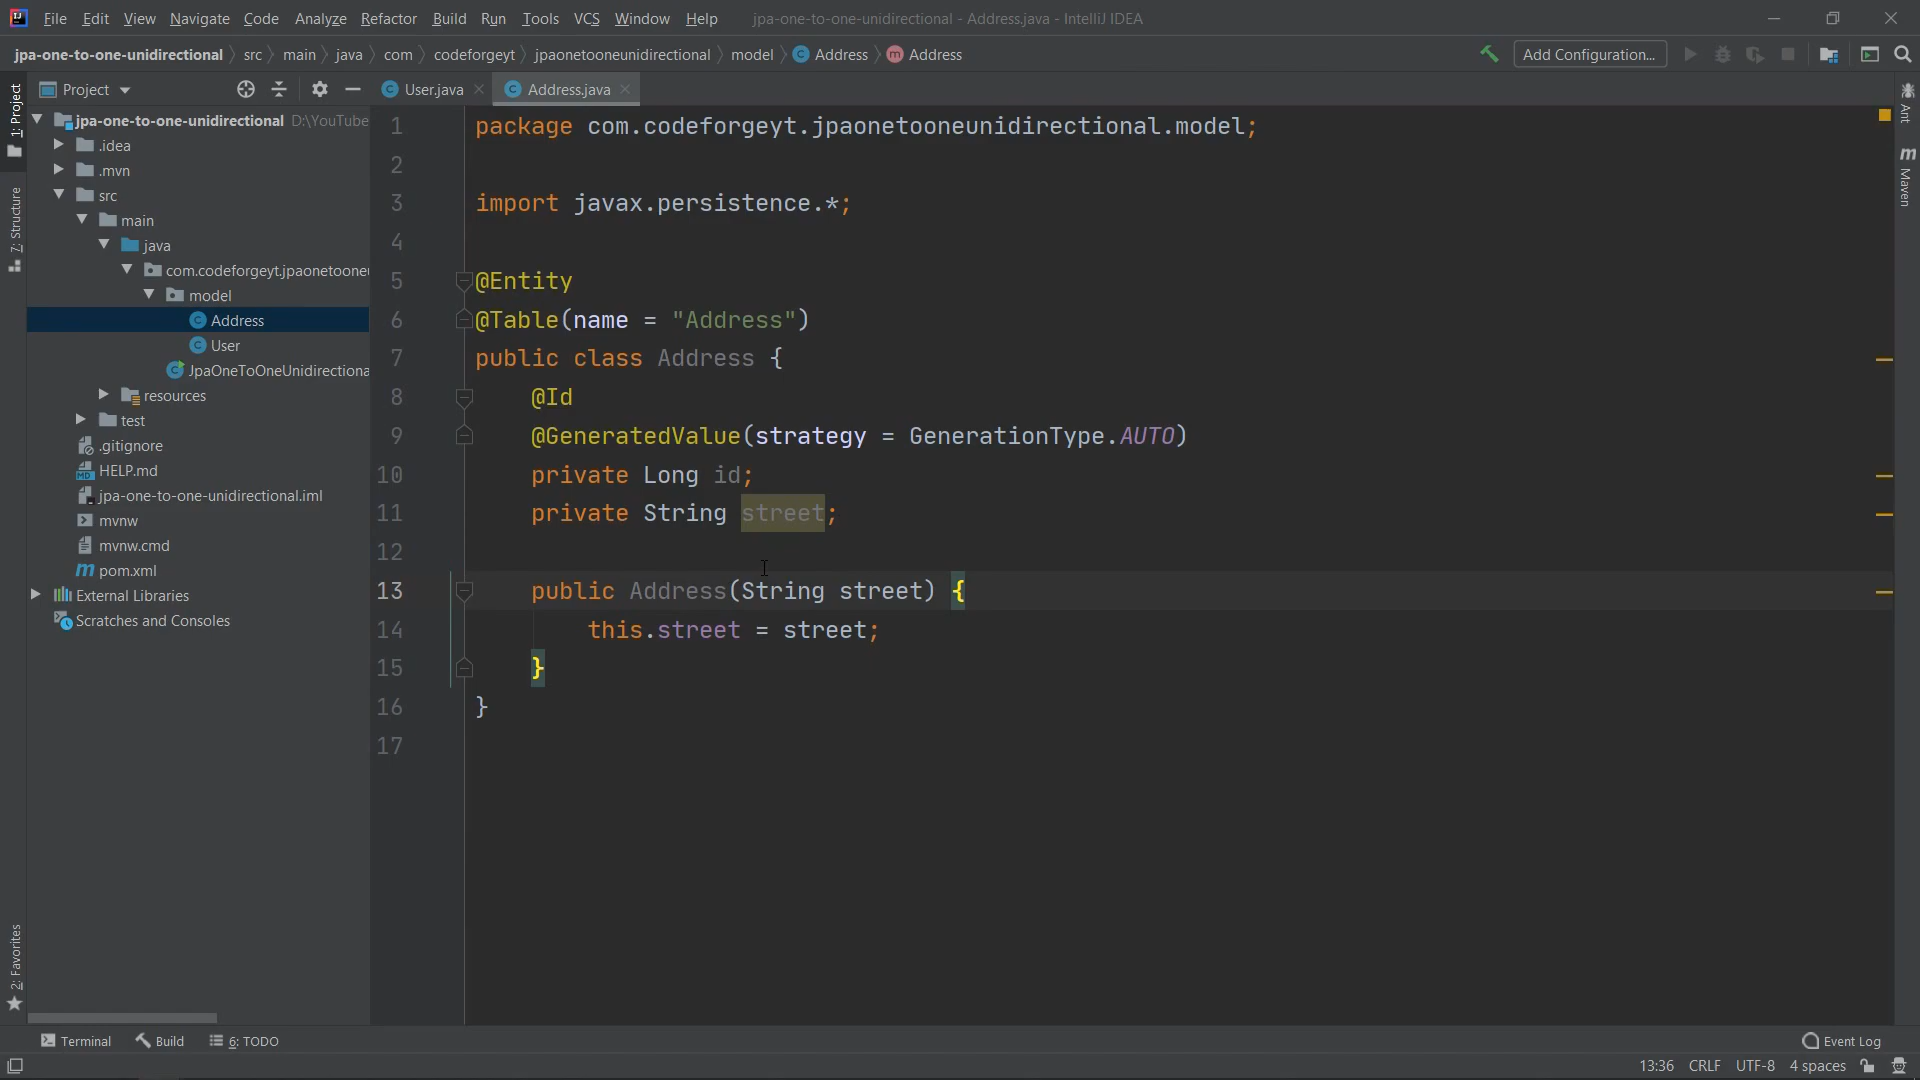 File Edit View Navigate Code Analyze Refactor Build Run Tools VCS Window Help jpa-one-to-one-unidirectional - Address.java - IntelliJ IDEA
jpa-one-to-one-unidirectional src main java com codeforgeyt jpaonetooneunidirectional model Address Address Add Configuration...
Project
User.java
Address.java
1: Project
7: Structure
2: Favorites
jpa-one-to-one-unidirectional D:\YouTube
.idea
.mvn
src
main
java
com.codeforgeyt.jpaonetooneu
model
Address
User
JpaOneToOneUnidirectiona
resources
test
.gitignore
HELP.md
jpa-one-to-one-unidirectional.iml
mvnw
mvnw.cmd
pom.xml
External Libraries
Scratches and Consoles
1 package com.codeforgeyt.jpaonetooneunidirectional.model;
2
3 import javax.persistence.*;
4
5 @Entity
6 @Table(name = "Address")
7 public class Address {
8 @Id
9 @GeneratedValue(strategy = GenerationType.AUTO)
10 private Long id;
11 private String street;
12
13 public Address(String street) {
14 this.street = street;
15 }
16 }
17
Ant
Maven
Terminal Build 6: TODO Event Log
13:36 CRLF UTF-8 4 spaces